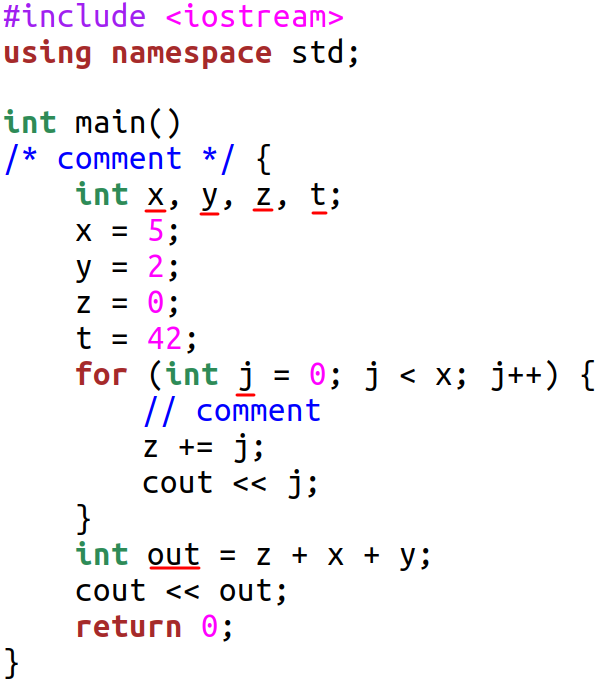 #include <iostream>
using namespace std;
int main()
/* comment */ {
int x, y, z, t;
x = 5;
y = 2;
z = 0;
t = 42;
for (int j = 0; j < x; j++) {
// comment
z += j;
cout << j;
}
int out = z + x + y;
cout << out;
return 0;
}